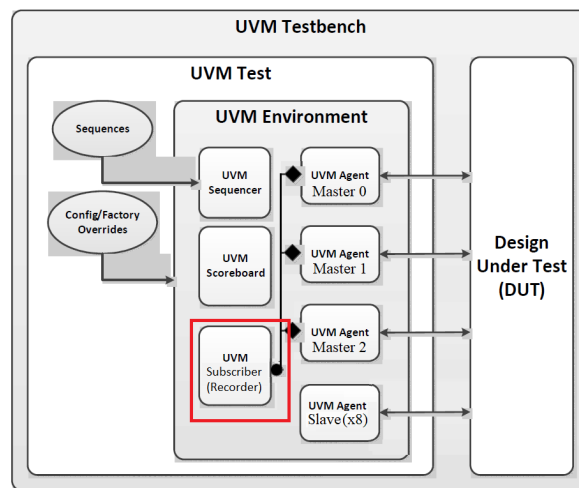 UVM Testbench
UVM Test
UVM Environment
Sequences
Config/Factory
Overrides
UVM
Sequencer
UVM
Scoreboard
UVM
Subscriber
(Recorder)
UVM Agent
Master 0
UVM Agent
Master 1
UVM Agent
Master 2
UVM Agent
Slave(x8)
Design
Under Test
(DUT)